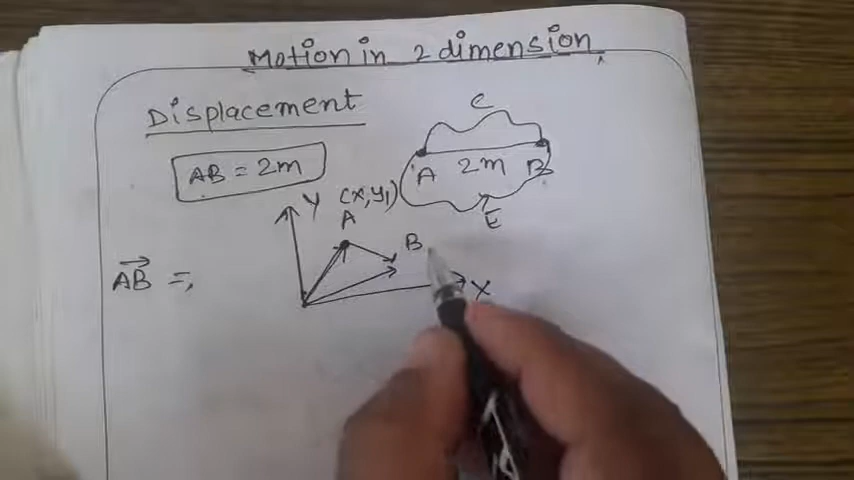 Motion in 2 dimension
Displacement
C
AB = 2m
A 2m B
E
Y (x,y1)
A
B
AB =,
X